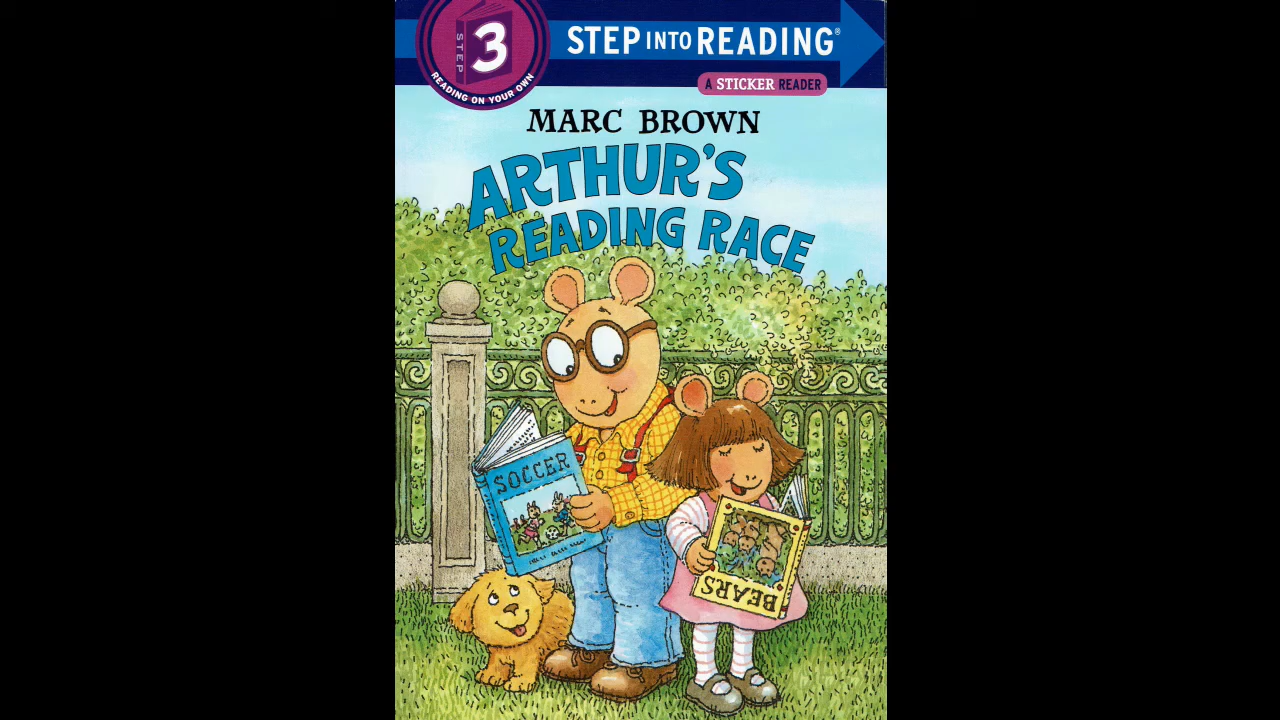 STEP 3
READING ON YOUR OWN
STEP INTO READING®
A STICKER READER
MARC BROWN
ARTHUR'S
READING RACE
SOCCER
BEARS